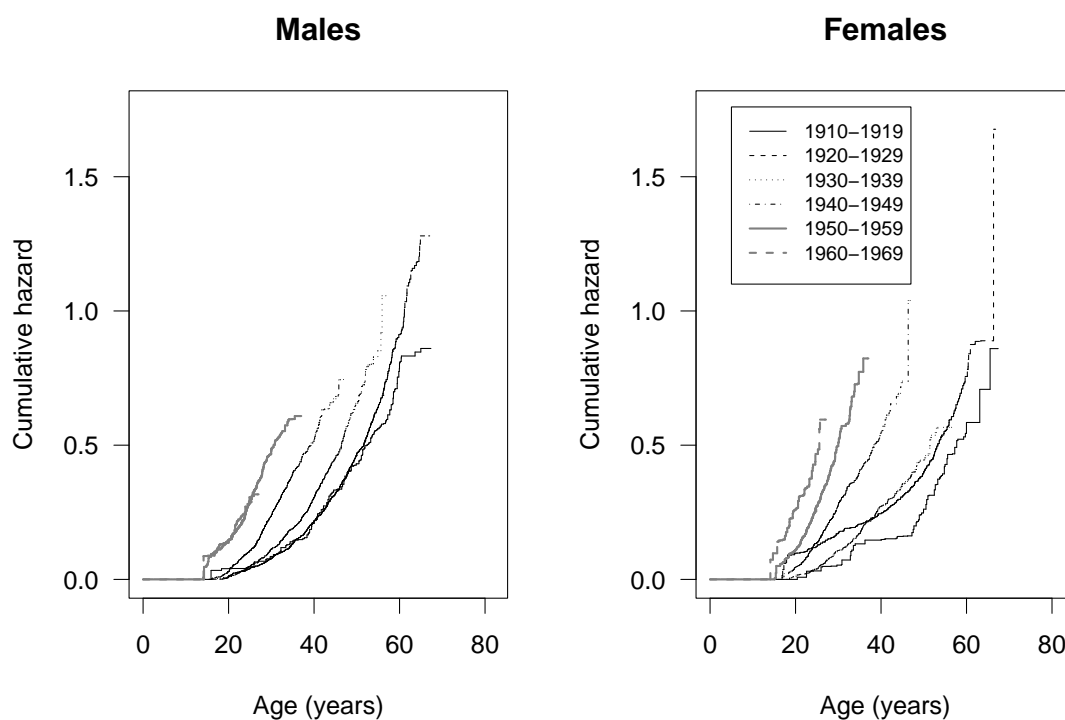 Males
Cumulative hazard
1.5
1.0
0.5
0.0
0 20 40 60 80
Age (years)
Females
1910−1919
1920−1929
1930−1939
1940−1949
1950−1959
1960−1969
Cumulative hazard
1.5
1.0
0.5
0.0
0 20 40 60 80
Age (years)